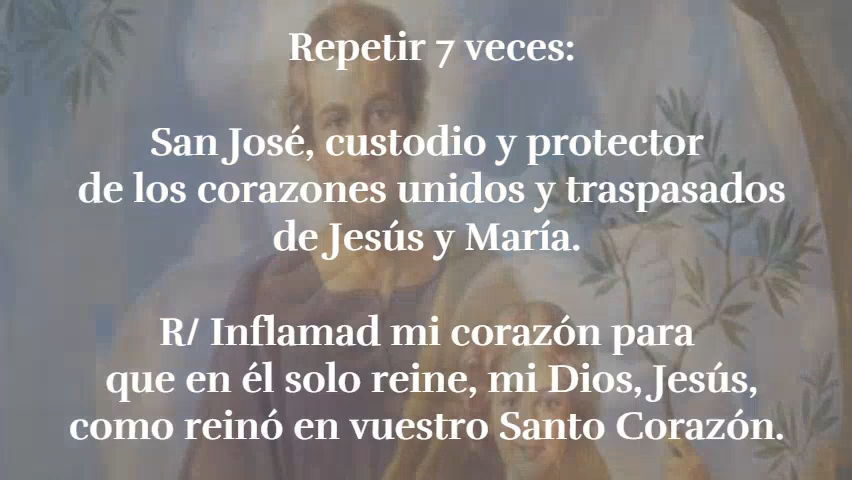 Repetir 7 veces:
San José, custodio y protector
de los corazones unidos y traspasados
de Jesús y María.
R/ Inflamad mi corazón para
que en él solo reine, mi Dios, Jesús,
como reinó en vuestro Santo Corazón.